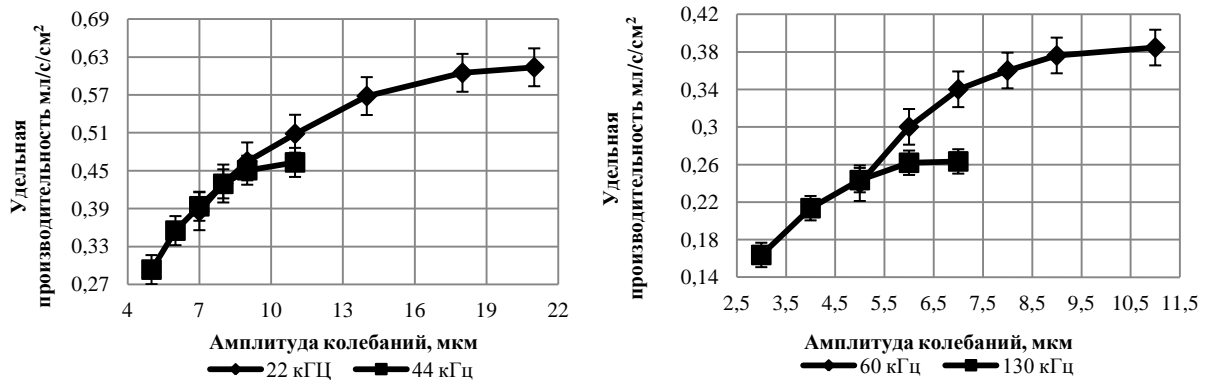 Удельная
производительность мл/с/см²
0,69
0,63
0,57
0,51
0,45
0,39
0,33
0,27
4 7 10 13 16 19 22
Амплитуда колебаний, мкм
22 кГЦ 44 кГц
Удельная
производительность мл/с/см²
0,42
0,38
0,34
0,3
0,26
0,22
0,18
0,14
2,5 3,5 4,5 5,5 6,5 7,5 8,5 9,5 10,5 11,5
Амплитуда колебаний, мкм
60 кГц 130 кГц